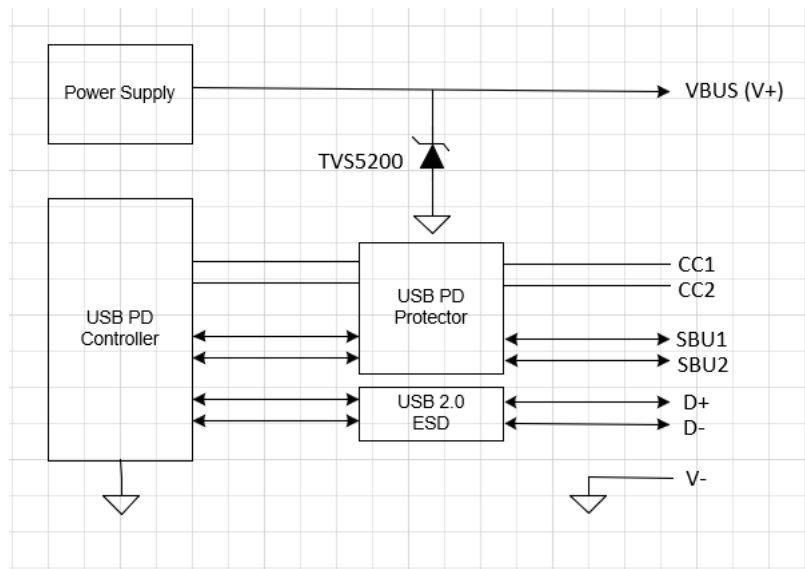 Power Supply
VBUS (V+)
TVS5200
USB PD
Controller
USB PD
Protector
CC1
CC2
SBU1
SBU2
USB 2.0
ESD
D+
D-
V-